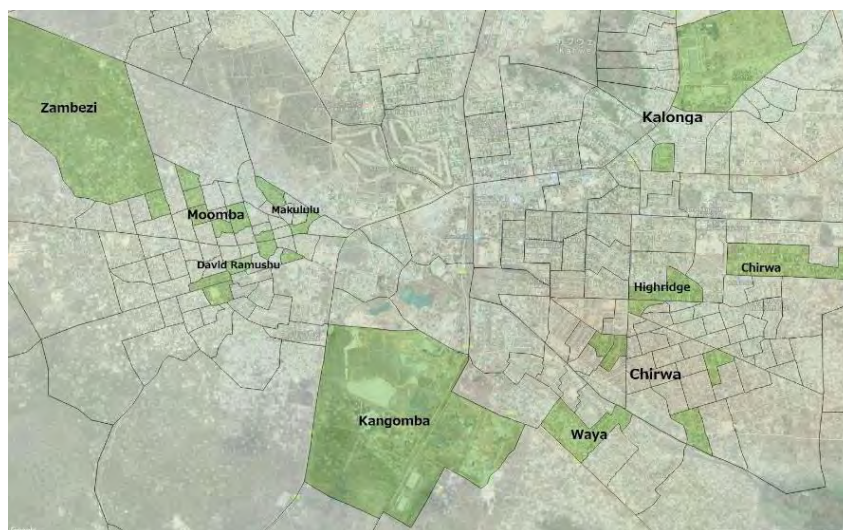 Zambezi
Kalonga
Moomba
Makululu
David Ramushu
Chirwa
Highridge
Chirwa
Kangomba
Waya